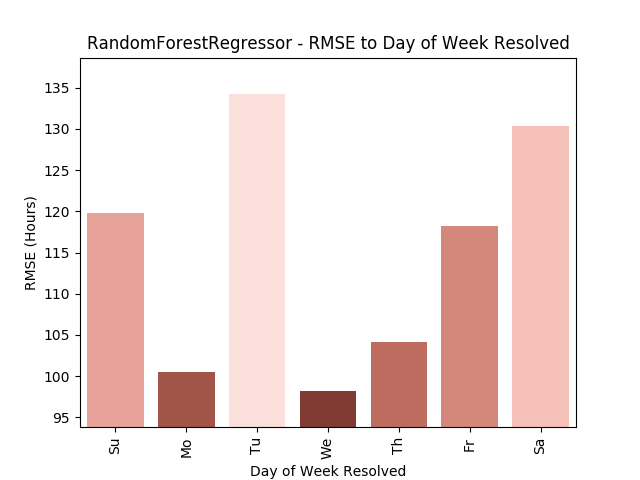 RandomForestRegressor - RMSE to Day of Week Resolved
RMSE (Hours)
135
130
125
120
115
110
105
100
95
Su
Mo
Tu
We
Th
Fr
Sa
Day of Week Resolved